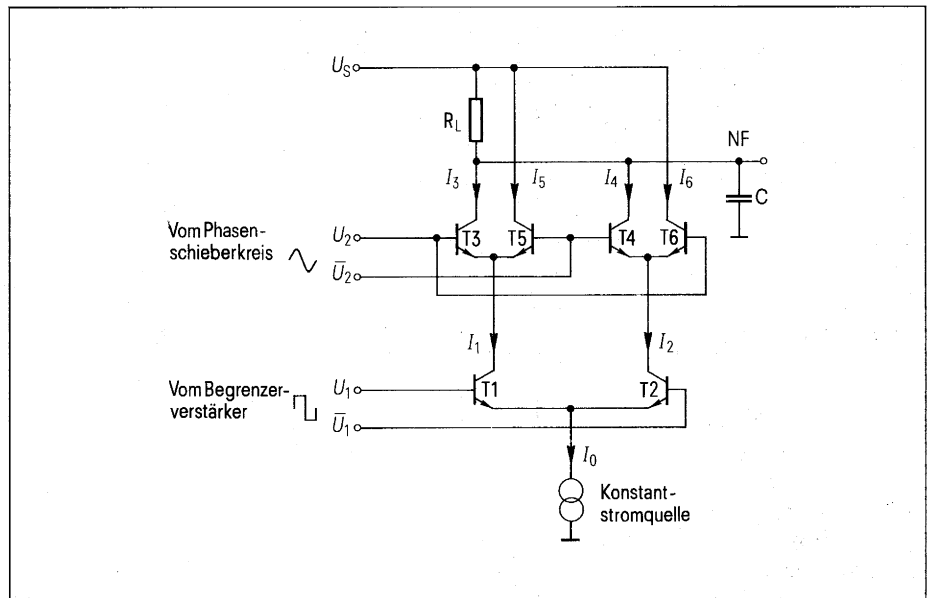 U_S
R_L
NF
I_3 I_5 I_4 I_6
C
Vom Phasen-
schieberkreis
U_2
T3 T5 T4 T6
Ū_2
I_1 I_2
Vom Begrenzer-
verstärker
U_1
T1 T2
Ū_1
I_0
Konstant-
stromquelle